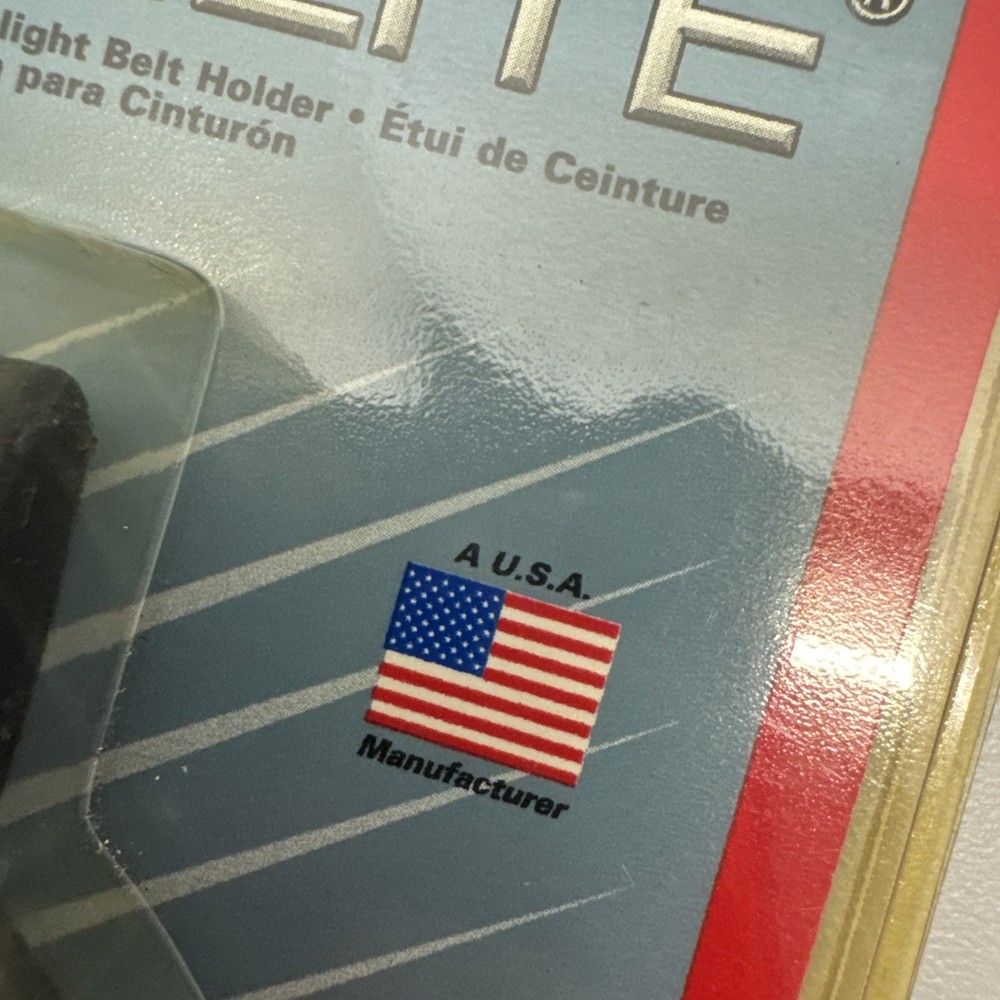 LITE®
light Belt Holder • Étui de Ceinture
para Cinturón
A U.S.A.
Manufacturer